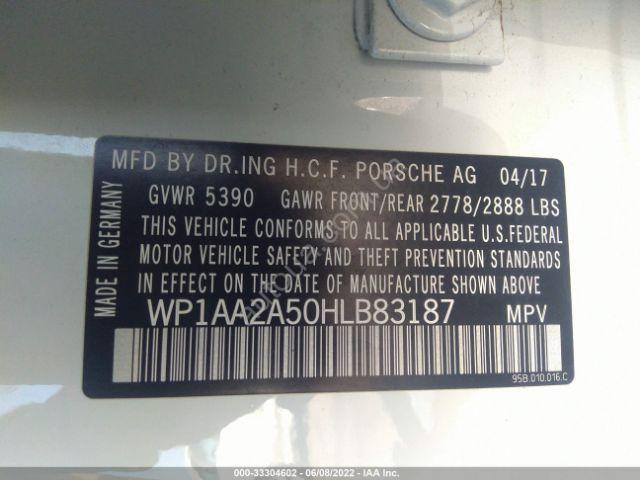 MFD BY DR.ING H.C.F. PORSCHE AG 04/17
GVWR 5390 GAWR FRONT/REAR 2778/2888 LBS
THIS VEHICLE CONFORMS TO ALL APPLICABLE U.S.FEDERAL
MOTOR VEHICLE SAFETY AND THEFT PREVENTION STANDARDS
IN EFFECT ON THE DATE OF MANUFACTURE SHOWN ABOVE
WP1AA2A50HLB83187 MPV
MADE IN GERMANY
95B.010.016.C
000-33304602 - 06/08/2022 - IAA Inc.